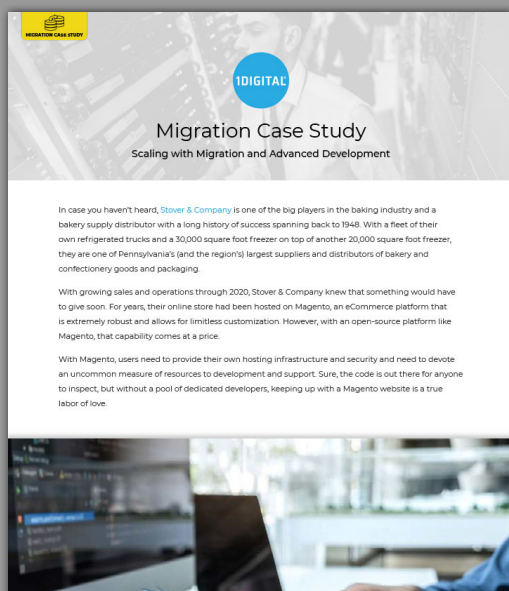 MIGRATION CASE STUDY
1DIGITAL
Migration Case Study
Scaling with Migration and Advanced Development
In case you haven't heard, Stover & Company is one of the big players in the baking industry and a
bakery supply distributor with a long history of success spanning back to 1948. With a fleet of their
own refrigerated trucks and a 30,000 square foot freezer on top of another 20,000 square foot freezer,
they are one of Pennsylvania's (and the region's) largest suppliers and distributors of bakery and
confectionery goods and packaging.
With growing sales and operations through 2020, Stover & Company knew that something would have
to give soon. For years, their online store had been hosted on Magento, an eCommerce platform that
is extremely robust and allows for limitless customization. However, with an open-source platform like
Magento, that capability comes at a price.
With Magento, users need to provide their own hosting infrastructure and security and need to devote
an uncommon measure of resources to development and support. Sure, the code is out there for anyone
to inspect, but without a pool of dedicated developers, keeping up with a Magento website is a true
labor of love.